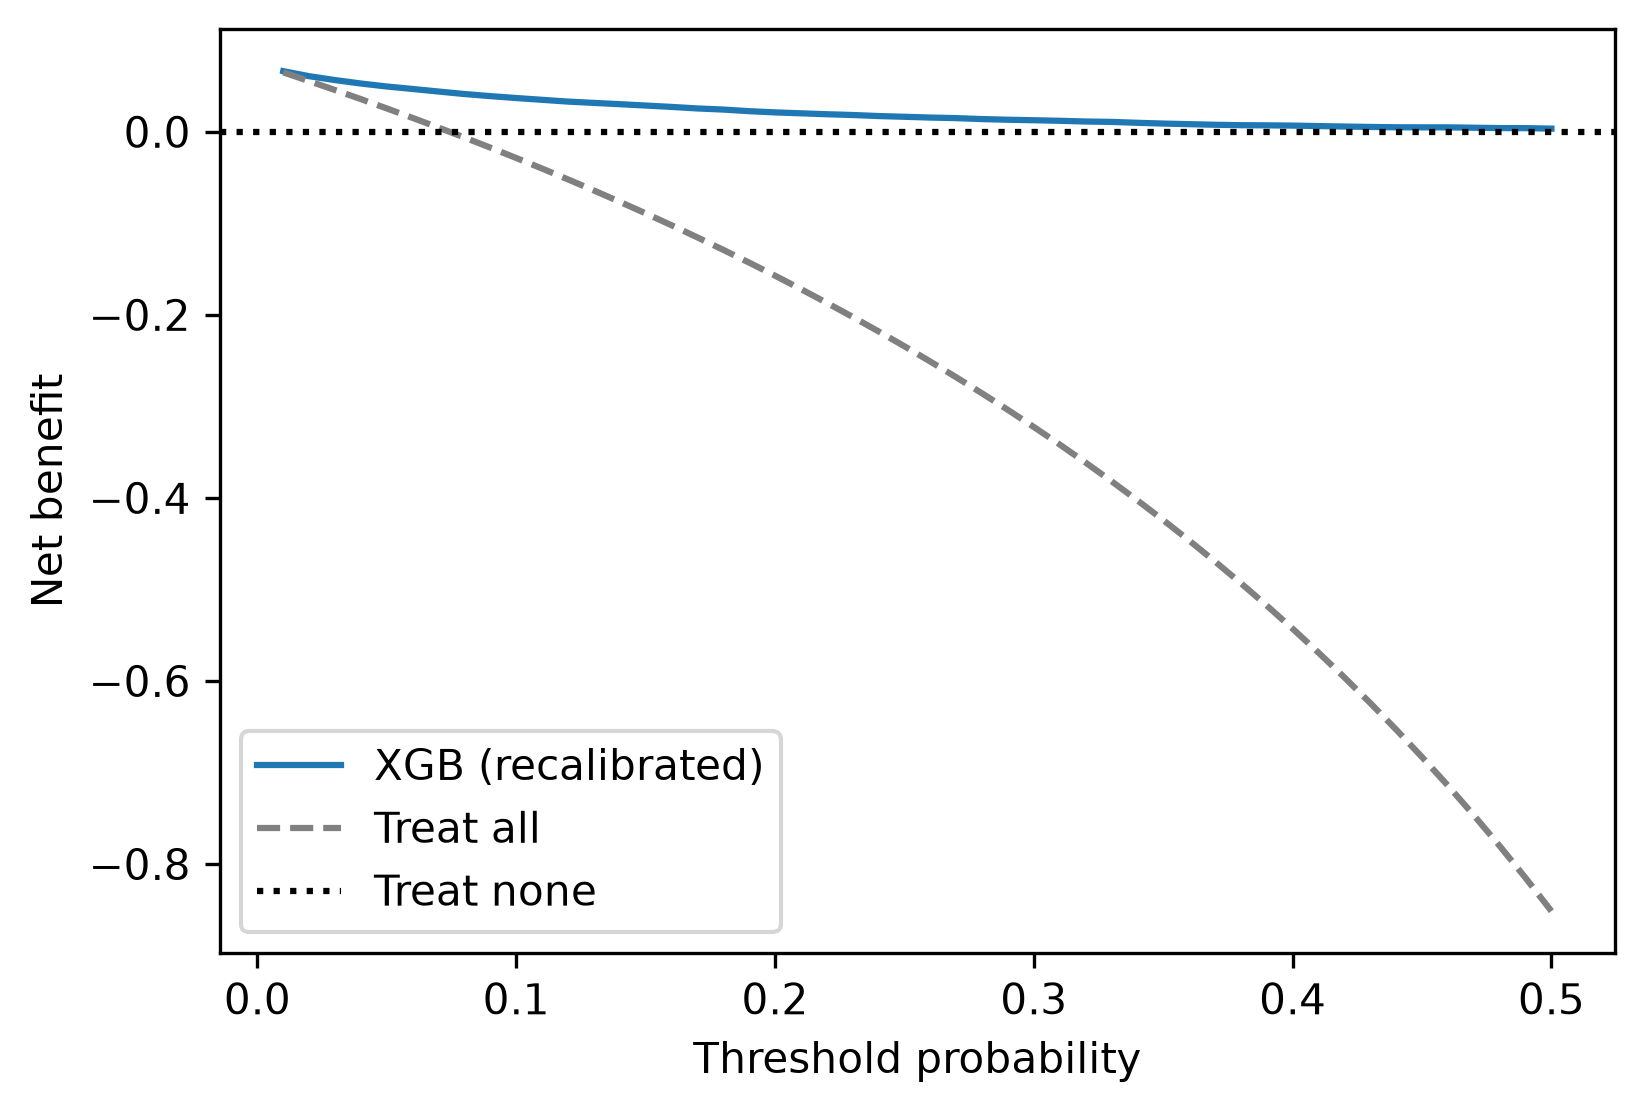 0.0
−0.2
−0.4
−0.6
−0.8
Net benefit
XGB (recalibrated)
Treat all
Treat none
0.0 0.1 0.2 0.3 0.4 0.5
Threshold probability